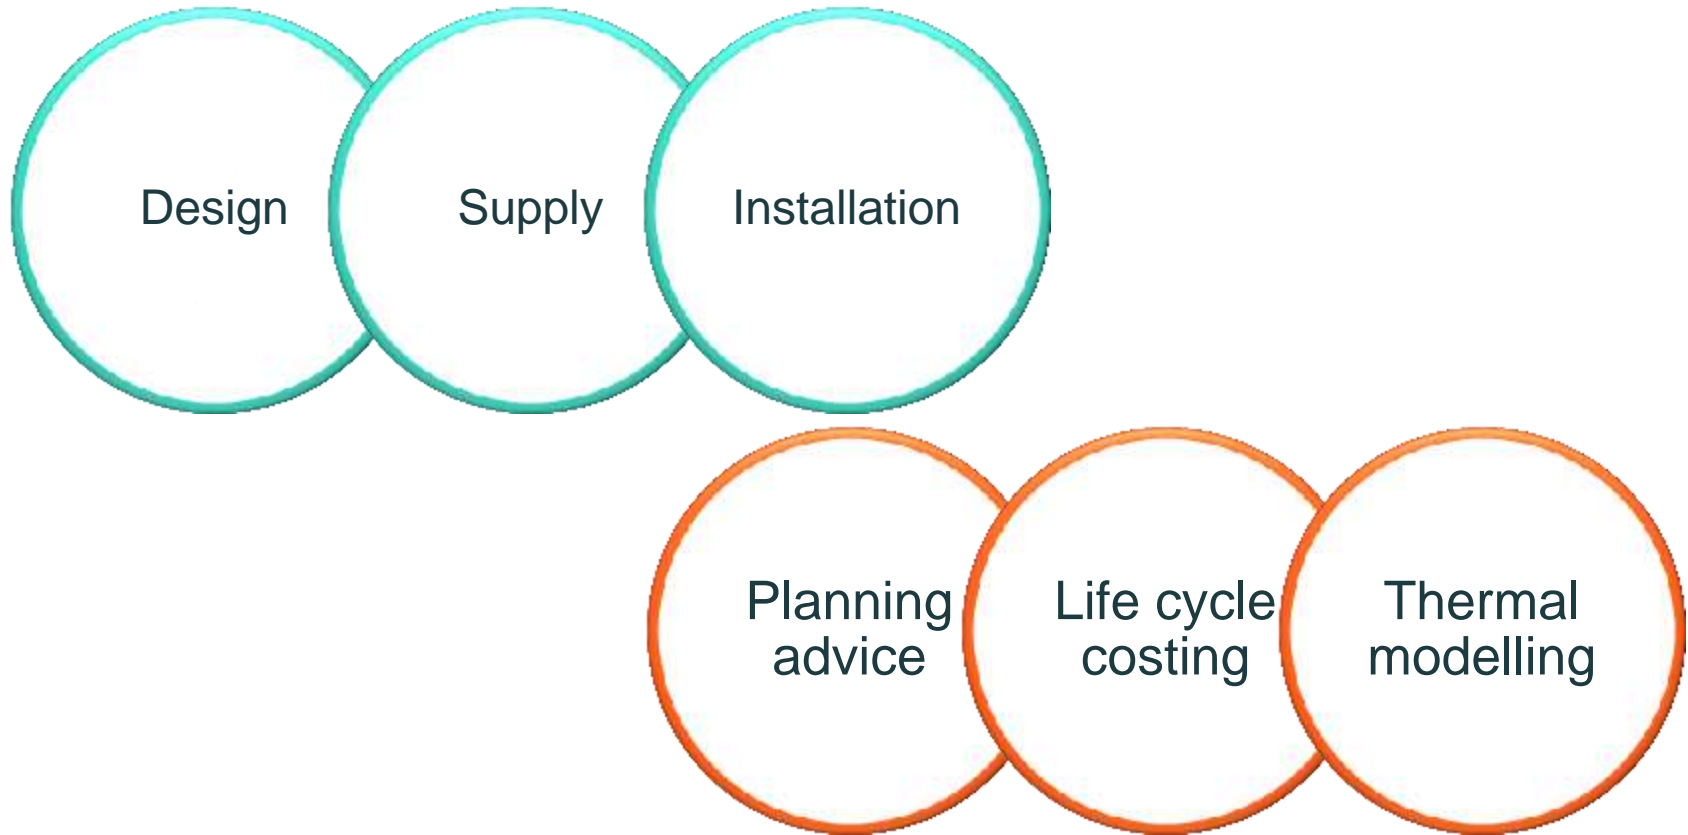 Design
Supply
Installation
Planning
advice
Life cycle
costing
Thermal
modelling